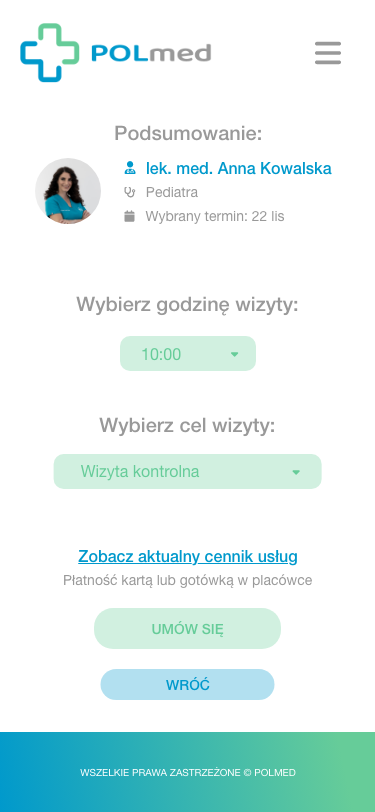 POLmed
Podsumowanie:
lek. med. Anna Kowalska
Pediatra
Wybrany termin: 22 lis
Wybierz godzinę wizyty:
10:00
Wybierz cel wizyty:
Wizyta kontrolna
Zobacz aktualny cennik usług
Płatność kartą lub gotówką w placówce
UMÓW SIĘ
WRÓĆ
WSZELKIE PRAWA ZASTRZEŻONE © POLMED